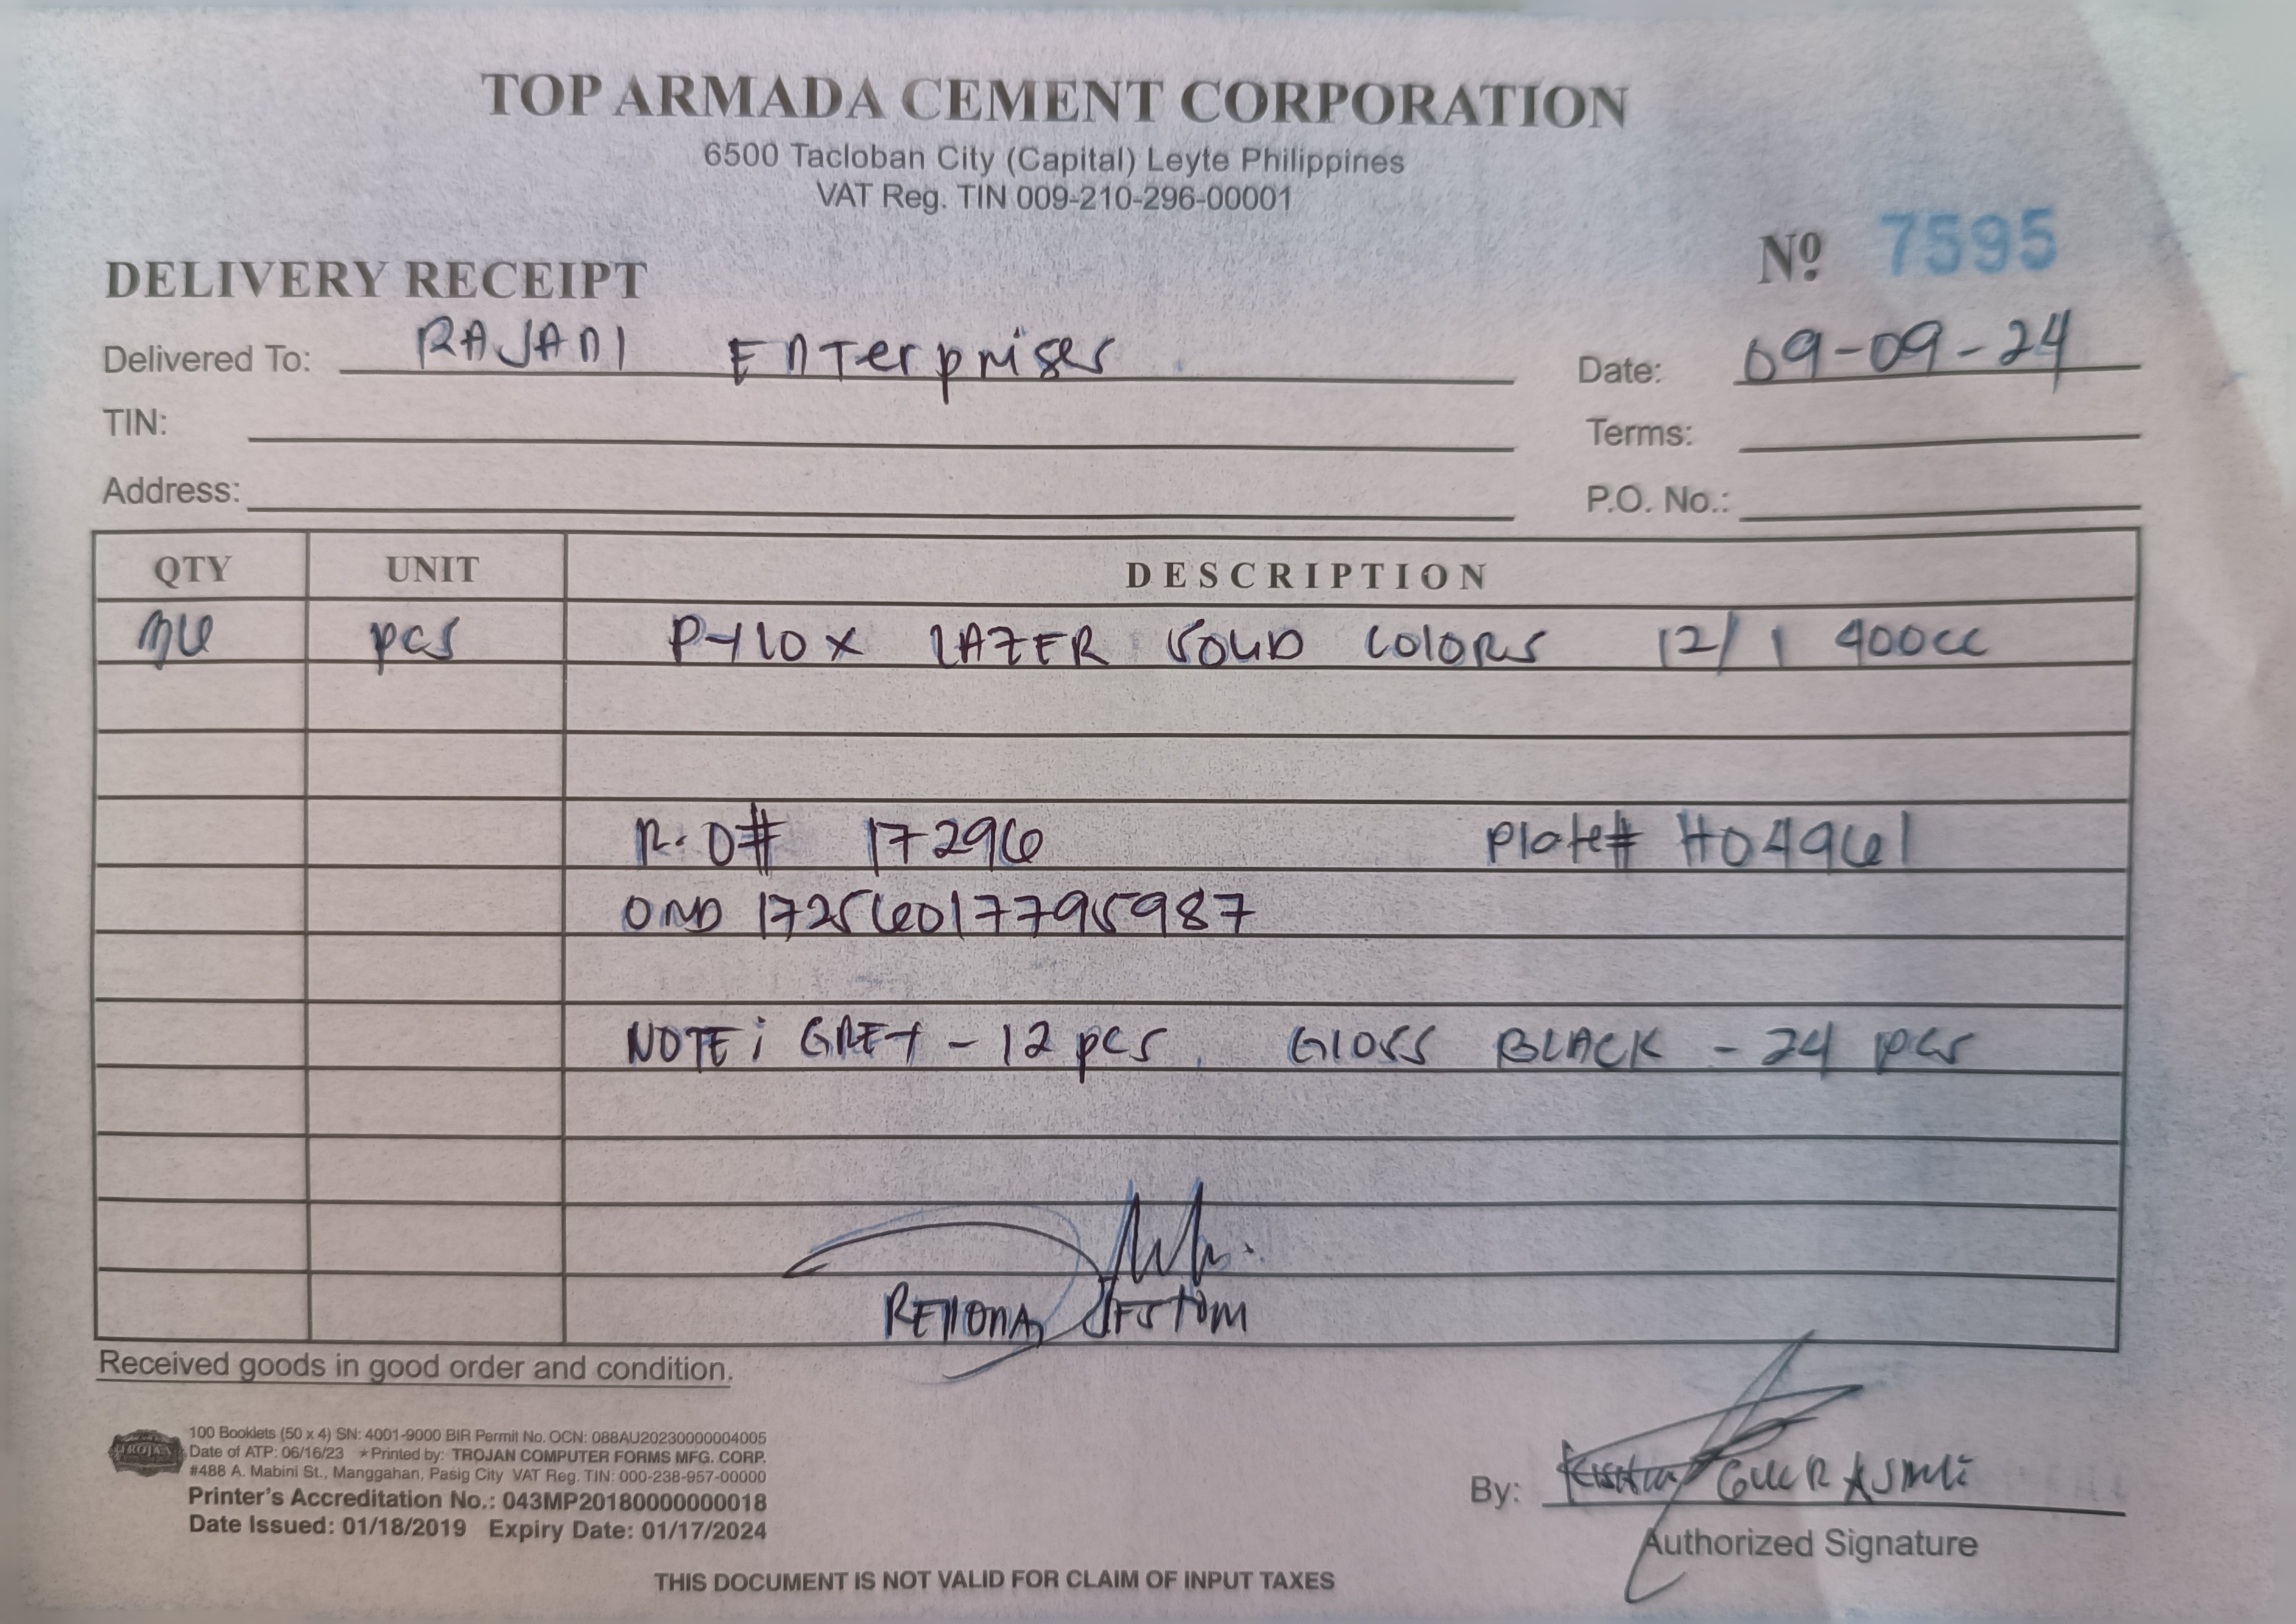 TOP ARMADA CEMENT CORPORATION
6500 Tacloban City (Capital) Leyte Philippines
VAT Reg. TIN 009-210-296-00001
Nº 7595
DELIVERY RECEIPT
Delivered To: RAJANI ENTerprises
Date: 09-09-24
TIN:
Terms:
Address:
P.O. No.:
QTY UNIT DESCRIPTION
36 pcs PYLOX LAZER SOLID COLORS 12/1 400cc
R.O# 17296 Plate# H04961
ORD 17256017795987
NOTE: GREY - 12 pcs, GLOSS BLACK - 24 pcs
Received goods in good order and condition.
TROJAN
100 Booklets (50 x 4) SN: 4001-9000 BIR Permit No. OCN: 088AU20230000004005
Date of ATP: 06/16/23 *Printed by: TROJAN COMPUTER FORMS MFG. CORP.
#488 A. Mabini St., Manggahan, Pasig City VAT Reg. TIN: 000-238-957-00000
Printer's Accreditation No.: 043MP20180000000018
Date Issued: 01/18/2019 Expiry Date: 01/17/2024
By:
Authorized Signature
THIS DOCUMENT IS NOT VALID FOR CLAIM OF INPUT TAXES